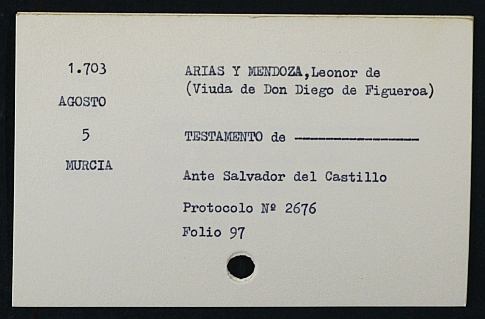 1.703
AGOSTO
5
MURCIA
ARIAS Y MENDOZA,Leonor de
(Viuda de Don Diego de Figueroa)
TESTAMENTO de ----------------
Ante Salvador del Castillo
Protocolo Nº 2676
Folio 97